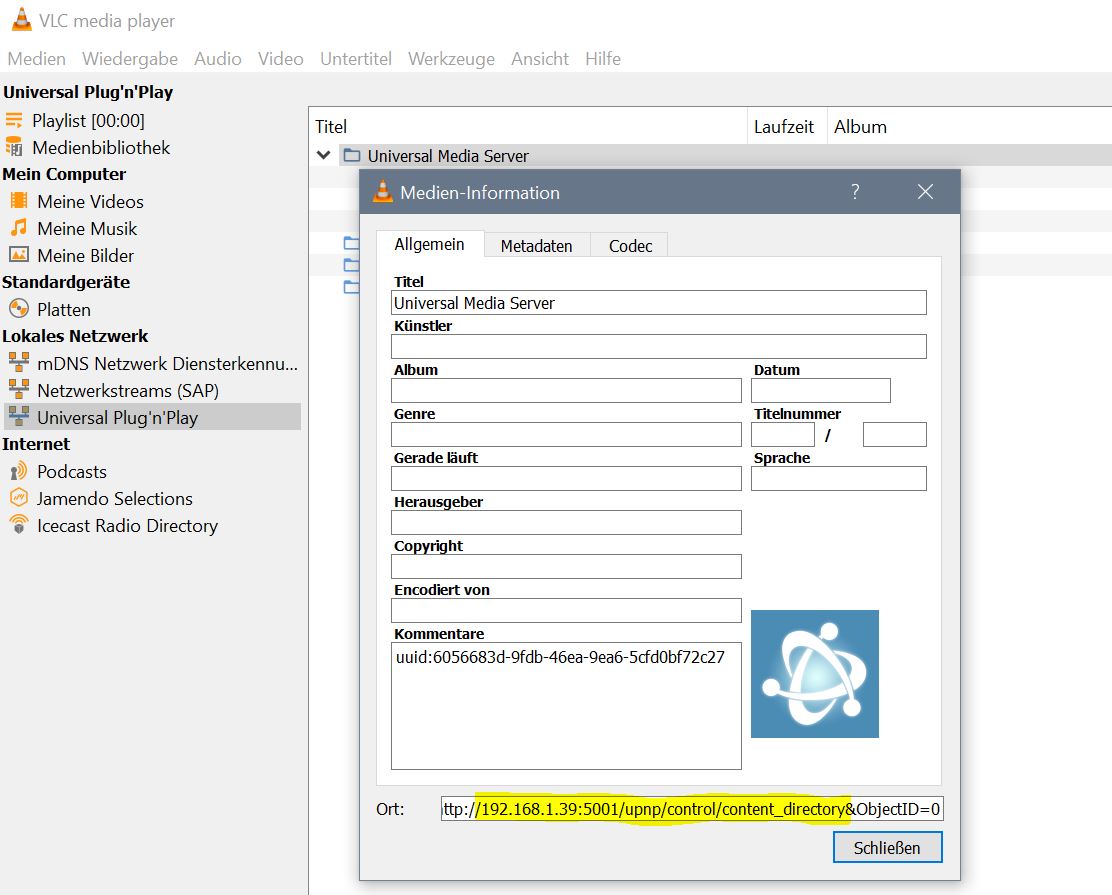 VLC media player
Medien Wiedergabe Audio Video Untertitel Werkzeuge Ansicht Hilfe
Universal Plug'n'Play
Playlist [00:00]
Medienbibliothek
Mein Computer
Meine Videos
Meine Musik
Meine Bilder
Standardgeräte
Platten
Lokales Netzwerk
mDNS Netzwerk Diensterkennu...
Netzwerkstreams (SAP)
Universal Plug'n'Play
Internet
Podcasts
Jamendo Selections
Icecast Radio Directory
Titel Laufzeit Album
Universal Media Server
Medien-Information ?
Allgemein Metadaten Codec
Titel
Universal Media Server
Künstler
Album Datum
Genre Titelnummer
/
Gerade läuft Sprache
Herausgeber
Copyright
Encodiert von
Kommentare
uuid:6056683d-9fdb-46ea-9ea6-5cfd0bf72c27
Ort: ttp://192.168.1.39:5001/upnp/control/content_directory&ObjectID=0
Schließen